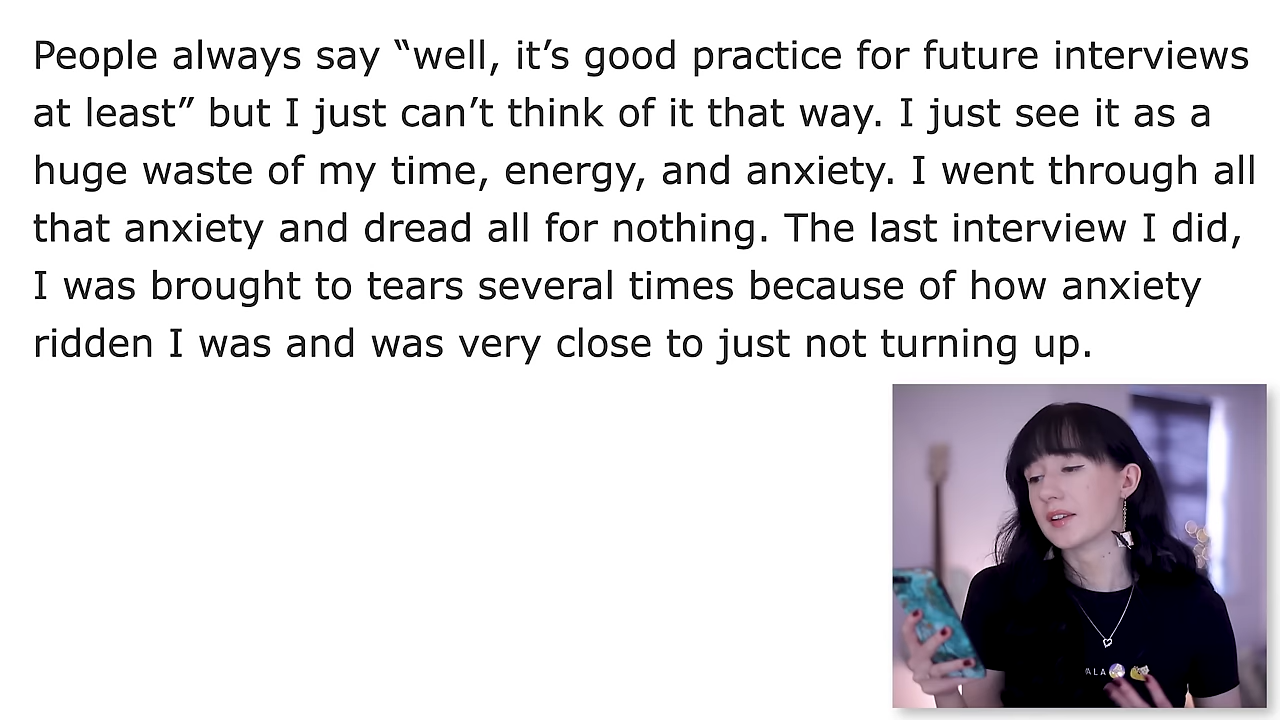 People always say “well, it’s good practice for future interviews
at least” but I just can’t think of it that way. I just see it as a
huge waste of my time, energy, and anxiety. I went through all
that anxiety and dread all for nothing. The last interview I did,
I was brought to tears several times because of how anxiety
ridden I was and was very close to just not turning up.